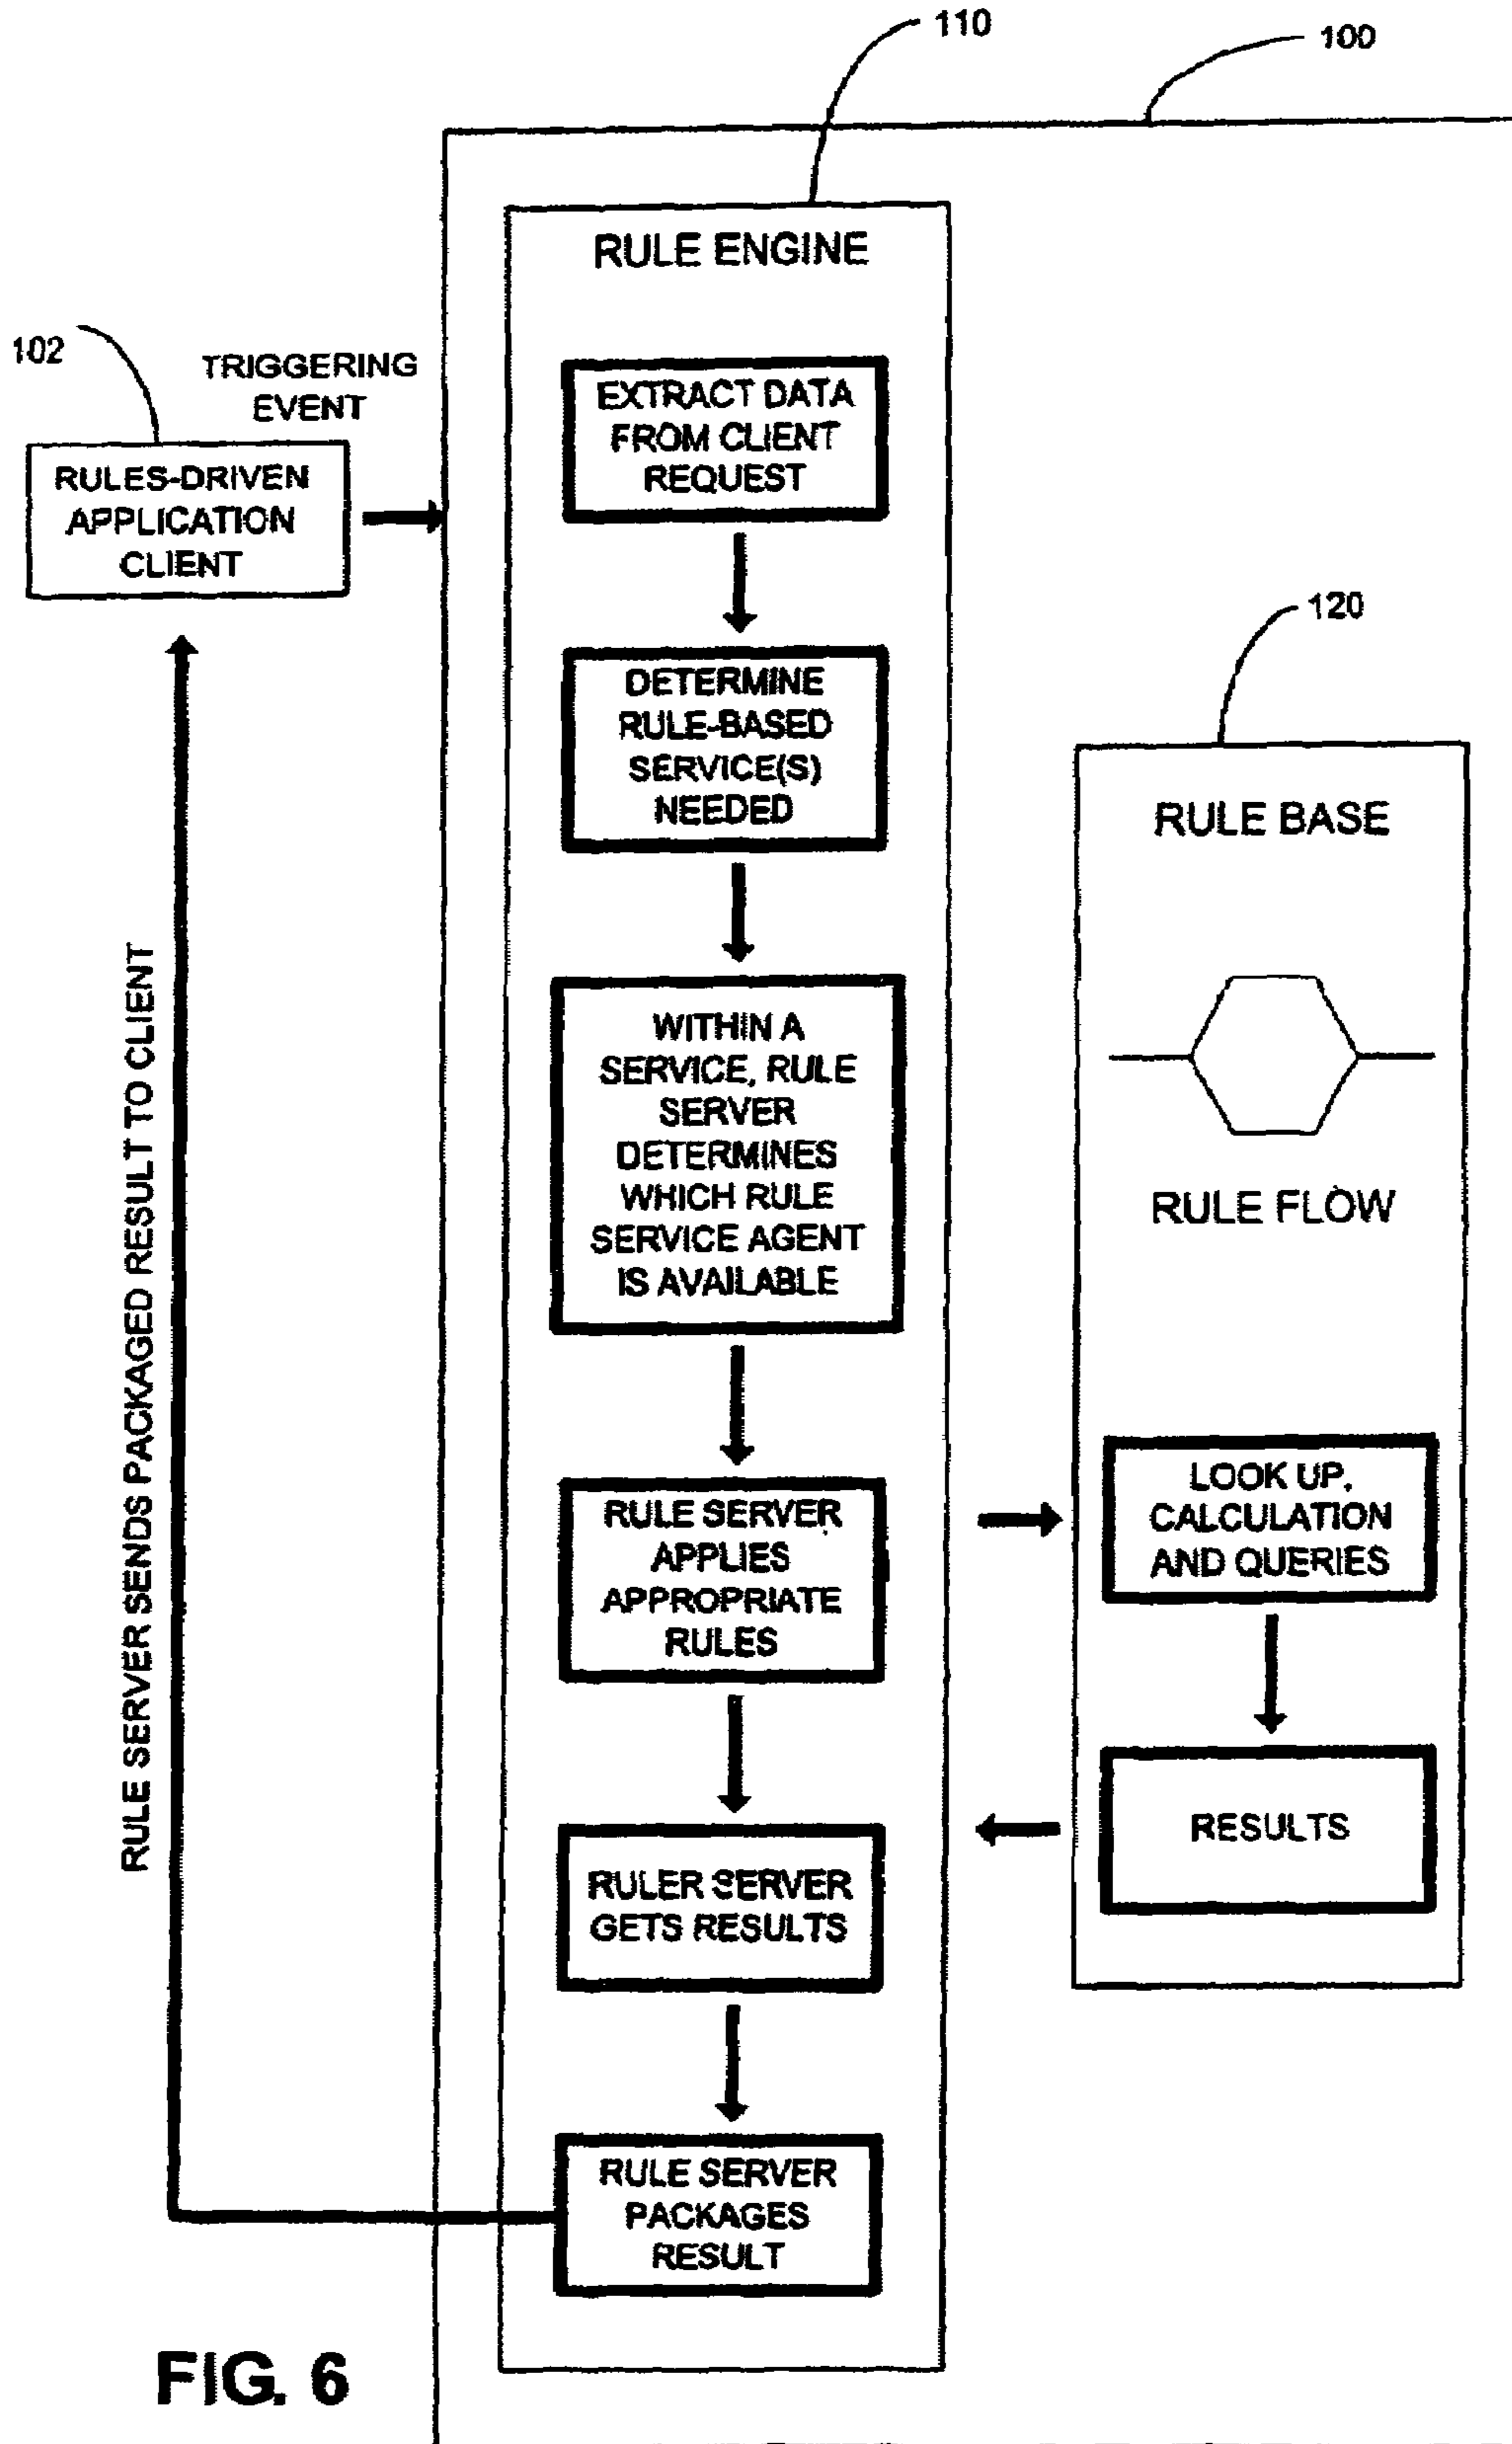 110
100
RULE ENGINE
102
TRIGGERING
EVENT
RULES-DRIVEN
APPLICATION
CLIENT
EXTRACT DATA
FROM CLIENT
REQUEST
DETERMINE
RULE-BASED
SERVICE(S)
NEEDED
WITHIN A
SERVICE, RULE
SERVER
DETERMINES
WHICH RULE
SERVICE AGENT
IS AVAILABLE
RULE SERVER
APPLIES
APPROPRIATE
RULES
RULER SERVER
GETS RESULTS
RULE SERVER
PACKAGES
RESULT
120
RULE BASE
RULE FLOW
LOOK UP,
CALCULATION
AND QUERIES
RESULTS
RULE SERVER SENDS PACKAGED RESULT TO CLIENT
FIG. 6